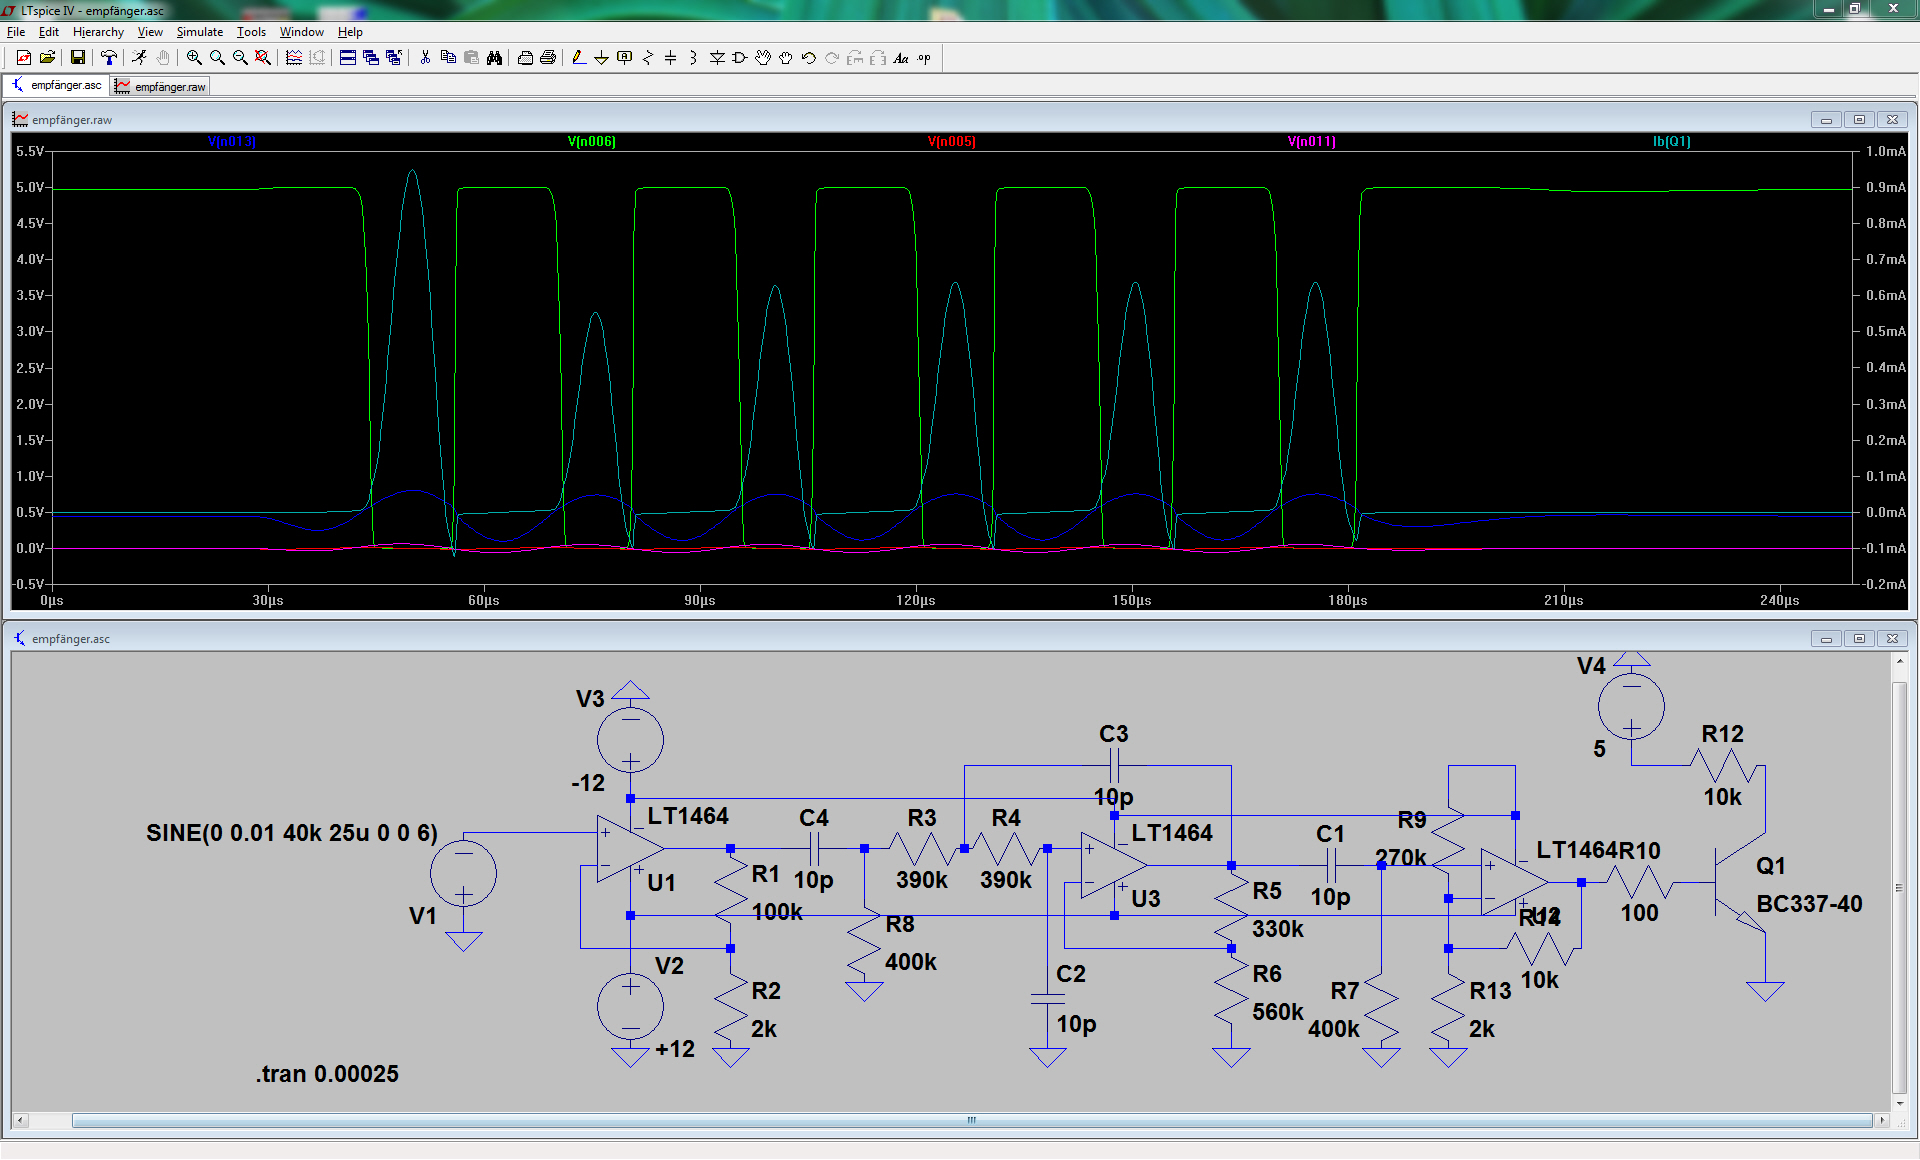 LTspice IV - empfänger.asc
File Edit Hierarchy View Simulate Tools Window Help
Aa .op
empfänger.asc empfänger.raw
empfänger.raw
V(n013) V(n006) V(n005) V(n011) Ib(Q1)
5.5V 1.0mA
5.0V 0.9mA
4.5V 0.8mA
4.0V 0.7mA
3.5V 0.6mA
3.0V 0.5mA
2.5V 0.4mA
2.0V 0.3mA
1.5V 0.2mA
1.0V 0.1mA
0.5V 0.0mA
0.0V -0.1mA
-0.5V -0.2mA
0µs 30µs 60µs 90µs 120µs 150µs 180µs 210µs 240µs
empfänger.asc
V4
V3
C3
R12
5
-12
10p
10k
SINE(0 0.01 40k 25u 0 0 6)
LT1464
C4
R3
R4
LT1464
C1
R9
270k
LT1464
R10
Q1
V1
U1
R1
100k
10p
390k
390k
U3
R5
10p
U2
R14
100
BC337-40
R8
330k
400k
V2
C2
R6
R7
10k
R13
R2
2k
10p
560k
400k
2k
+12
.tran 0.00025